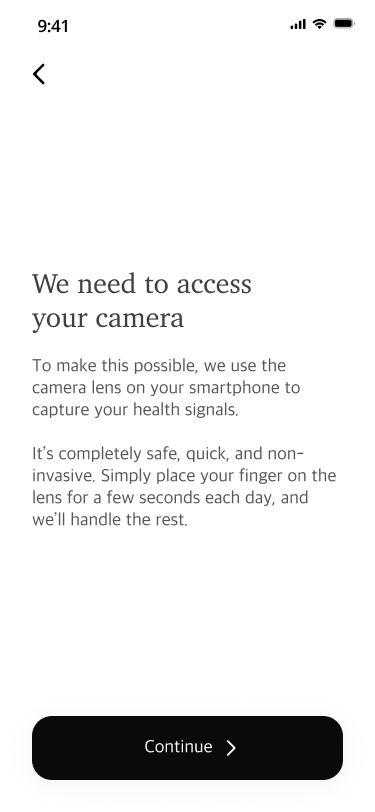 9:41
We need to access
your camera
To make this possible, we use the
camera lens on your smartphone to
capture your health signals.
It's completely safe, quick, and non-
invasive. Simply place your finger on the
lens for a few seconds each day, and
we'll handle the rest.
Continue